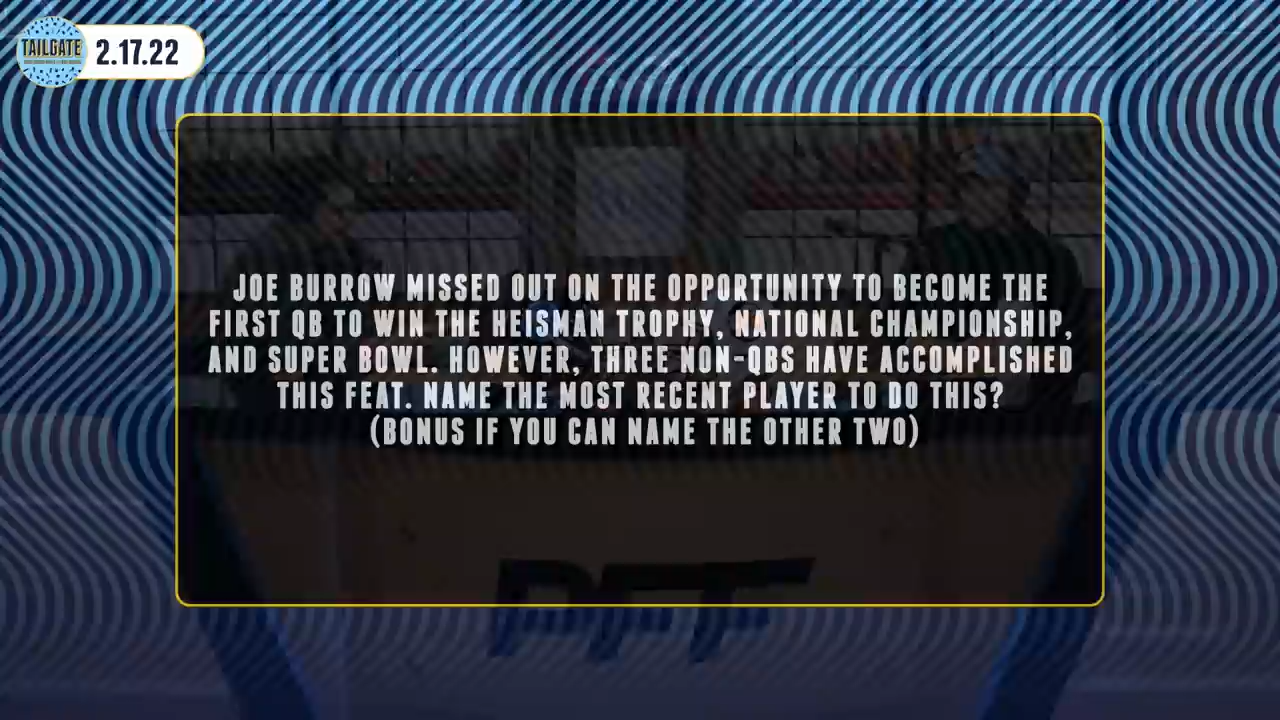 TAILGATE
2.17.22
JOE BURROW MISSED OUT ON THE OPPORTUNITY TO BECOME THE
FIRST QB TO WIN THE HEISMAN TROPHY, NATIONAL CHAMPIONSHIP,
AND SUPER BOWL. HOWEVER, THREE NON-QBS HAVE ACCOMPLISHED
THIS FEAT. NAME THE MOST RECENT PLAYER TO DO THIS?
(BONUS IF YOU CAN NAME THE OTHER TWO)
PFF